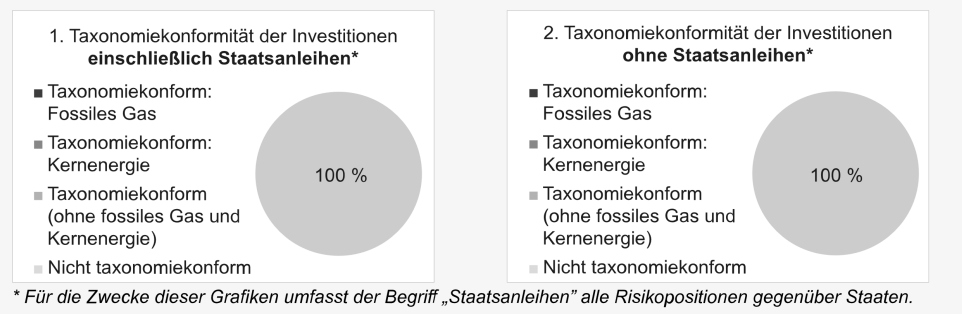 1. Taxonomiekonformität der Investitionen
einschließlich Staatsanleihen*
Taxonomiekonform:
Fossiles Gas
Taxonomiekonform:
Kernenergie
Taxonomiekonform
(ohne fossiles Gas und
Kernenergie)
Nicht taxonomiekonform
100 %
2. Taxonomiekonformität der Investitionen
ohne Staatsanleihen*
Taxonomiekonform:
Fossiles Gas
Taxonomiekonform:
Kernenergie
Taxonomiekonform
(ohne fossiles Gas und
Kernenergie)
Nicht taxonomiekonform
100 %
* Für die Zwecke dieser Grafiken umfasst der Begriff „Staatsanleihen” alle Risikopositionen gegenüber Staaten.